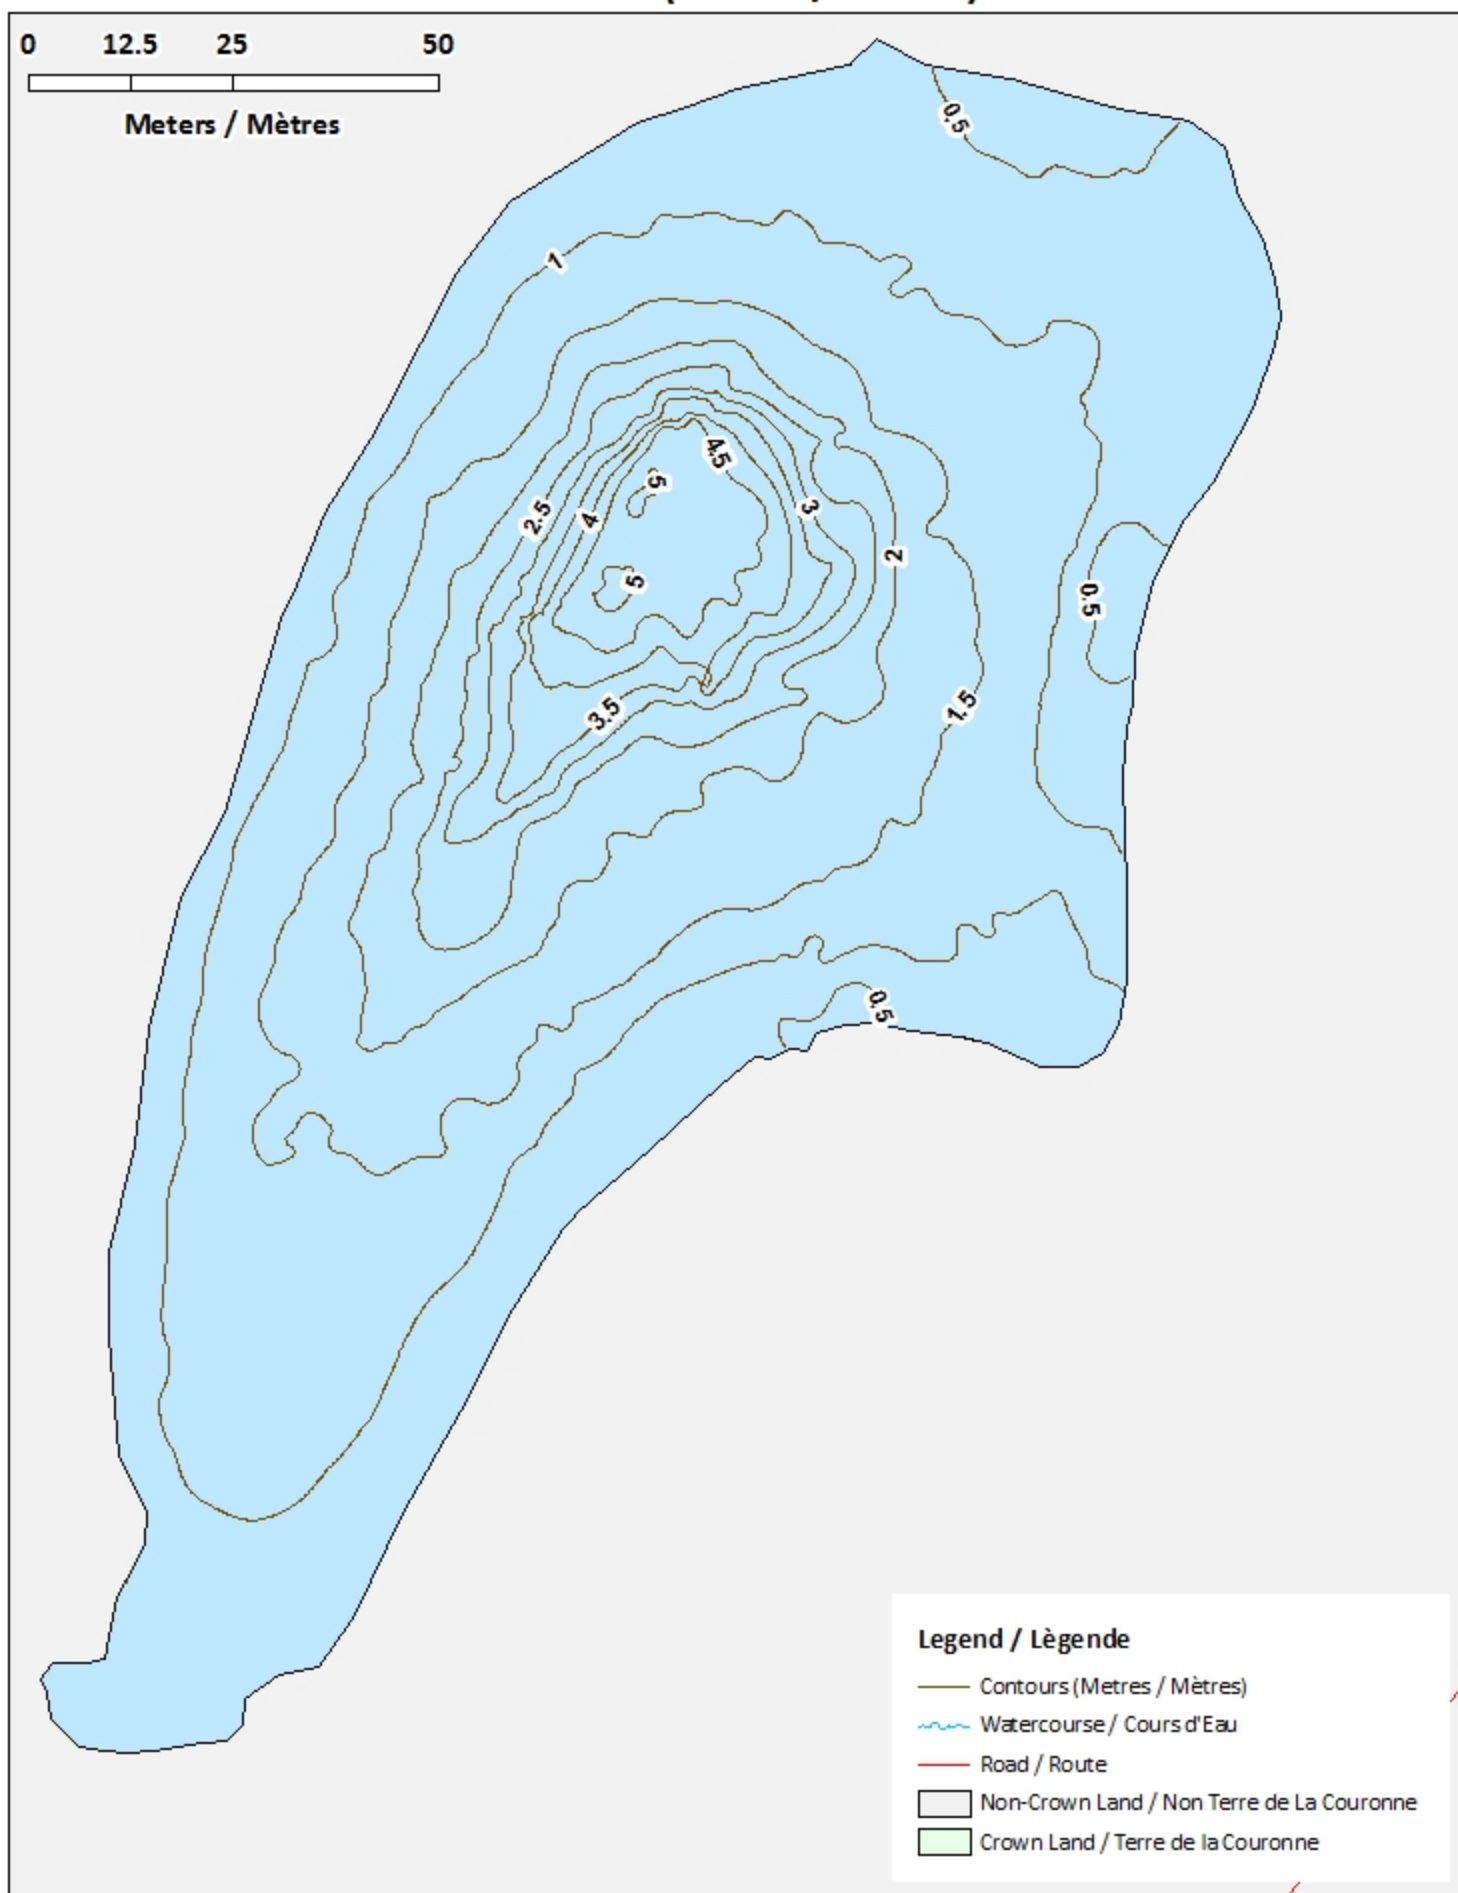 0 12.5 25 50
Meters / Mètres
0.5
1
4.5
5
2.5
4
3
2
5
0.5
3.5
1.5
0.5
Legend / Lègende
Contours (Metres / Mètres)
Watercourse / Cours d'Eau
Road / Route
Non-Crown Land / Non Terre de La Couronne
Crown Land / Terre de la Couronne